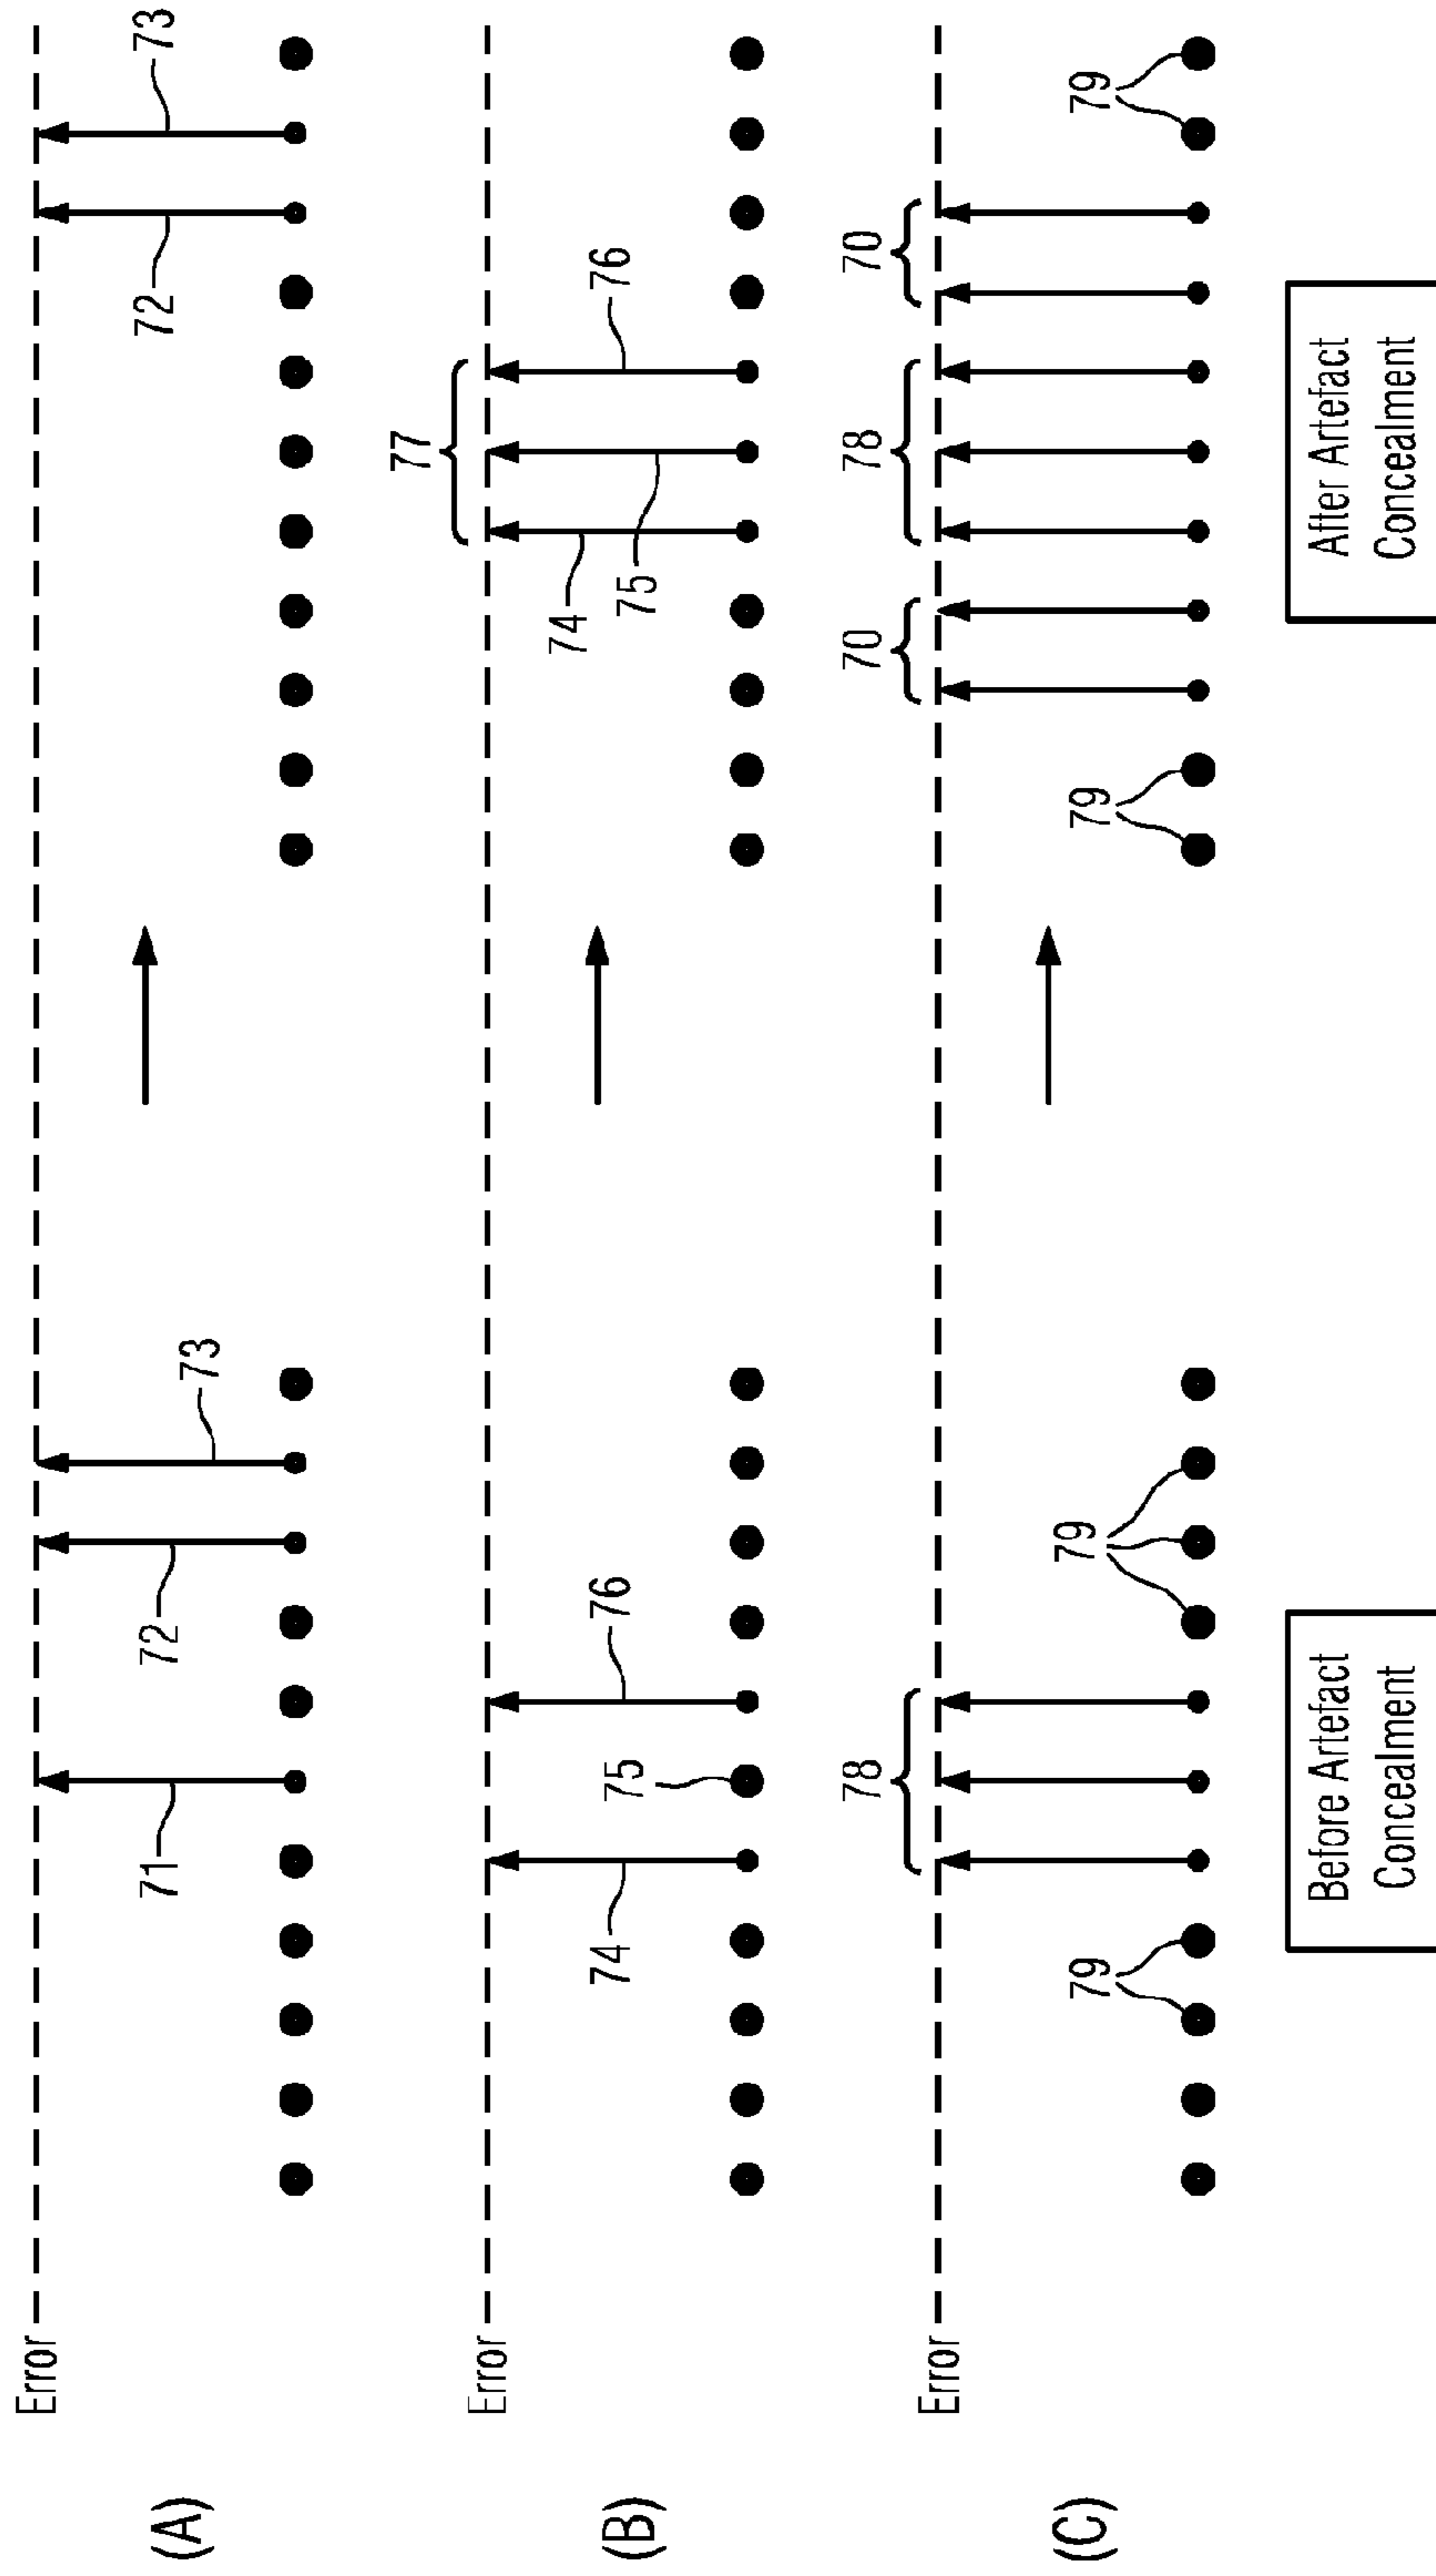 Error
(A)
71
72
73
72
73
Error
(B)
74
75
76
77
74
75
76
Error
(C)
78
79
79
70
78
70
79
79
Before Artefact
Concealment
After Artefact
Concealment